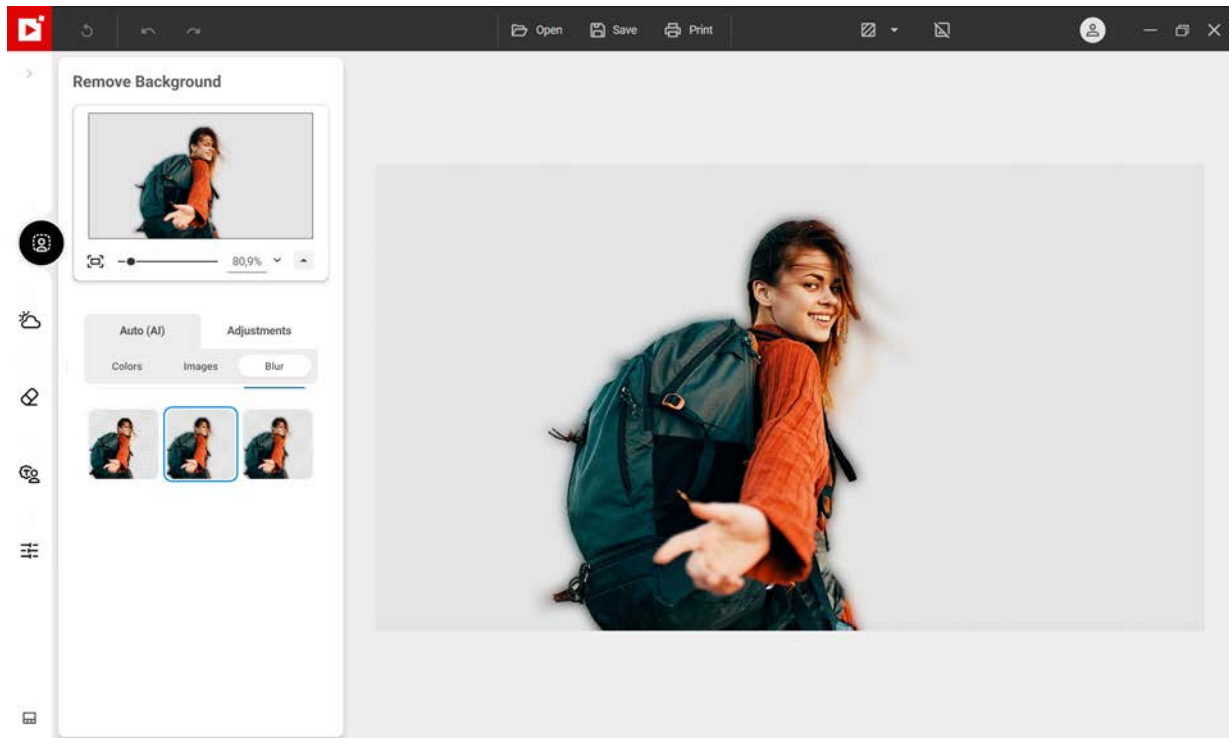 Open Save Print
Remove Background
80,9%
Auto (AI) Adjustments
Colors Images Blur